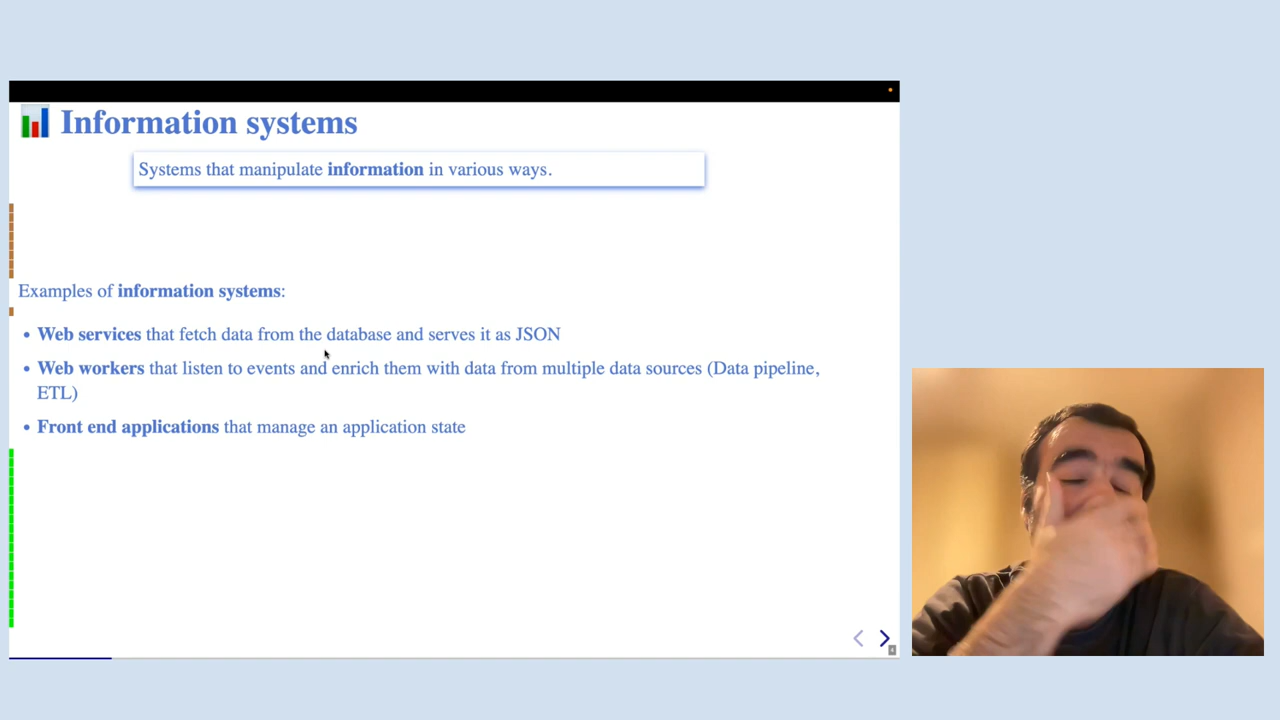 Information systems
Systems that manipulate information in various ways.
Examples of information systems:
• Web services that fetch data from the database and serves it as JSON
• Web workers that listen to events and enrich them with data from multiple data sources (Data pipeline,
ETL)
• Front end applications that manage an application state